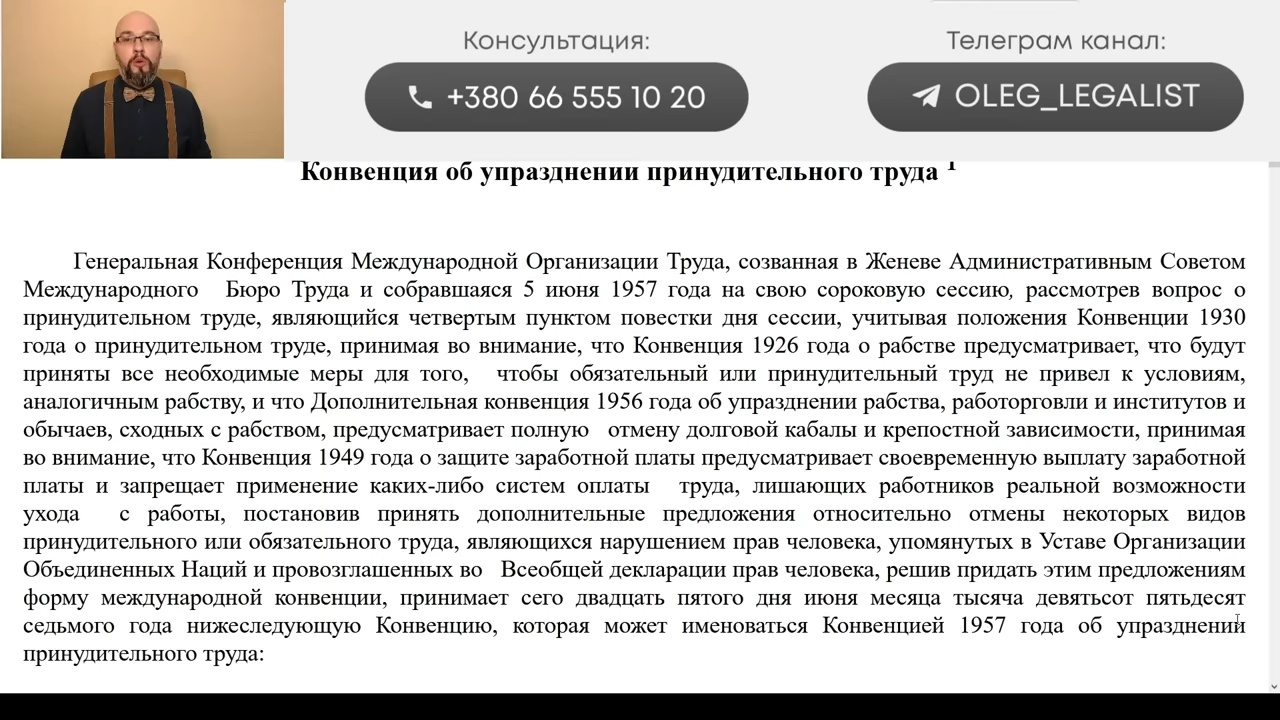 Консультация:
+380 66 555 10 20
Телеграм канал:
OLEG_LEGALIST
Конвенция об упразднении принудительного труда 1
Генеральная Конференция Международной Организации Труда, созванная в Женеве Административным Советом
Международного Бюро Труда и собравшаяся 5 июня 1957 года на свою сороковую сессию, рассмотрев вопрос о
принудительном труде, являющийся четвертым пунктом повестки дня сессии, учитывая положения Конвенции 1930
года о принудительном труде, принимая во внимание, что Конвенция 1926 года о рабстве предусматривает, что будут
приняты все необходимые меры для того, чтобы обязательный или принудительный труд не привел к условиям,
аналогичным рабству, и что Дополнительная конвенция 1956 года об упразднении рабства, работорговли и институтов и
обычаев, сходных с рабством, предусматривает полную отмену долговой кабалы и крепостной зависимости, принимая
во внимание, что Конвенция 1949 года о защите заработной платы предусматривает своевременную выплату заработной
платы и запрещает применение каких-либо систем оплаты труда, лишающих работников реальной возможности
ухода с работы, постановив принять дополнительные предложения относительно отмены некоторых видов
принудительного или обязательного труда, являющихся нарушением прав человека, упомянутых в Уставе Организации
Объединенных Наций и провозглашенных во Всеобщей декларации прав человека, решив придать этим предложениям
форму международной конвенции, принимает сего двадцать пятого дня июня месяца тысяча девятьсот пятьдесят
седьмого года нижеследующую Конвенцию, которая может именоваться Конвенцией 1957 года об упразднении
принудительного труда: